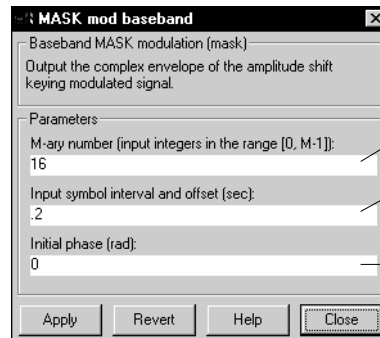 MASK mod baseband
Baseband MASK modulation (mask)
Output the complex envelope of the amplitude shift
keying modulated signal.
Parameters
M-ary number (input integers in the range [0, M-1]):
16
Input symbol interval and offset (sec):
.2
Initial phase (rad):
0
Apply Revert Help Close